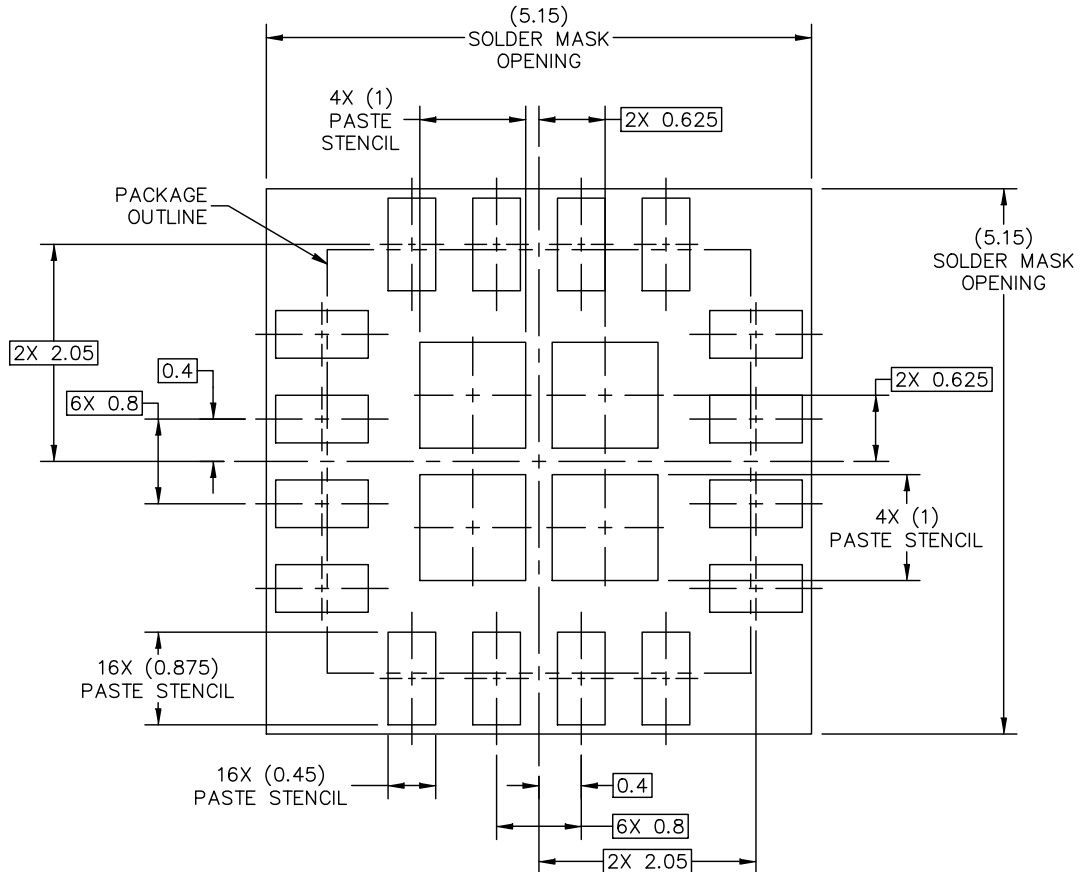 (5.15)
SOLDER MASK
OPENING
4X (1)
PASTE
STENCIL
2X 0.625
PACKAGE
OUTLINE
(5.15)
SOLDER MASK
OPENING
2X 2.05
0.4
6X 0.8
2X 0.625
4X (1)
PASTE STENCIL
16X (0.875)
PASTE STENCIL
16X (0.45)
PASTE STENCIL
0.4
6X 0.8
2X 2.05